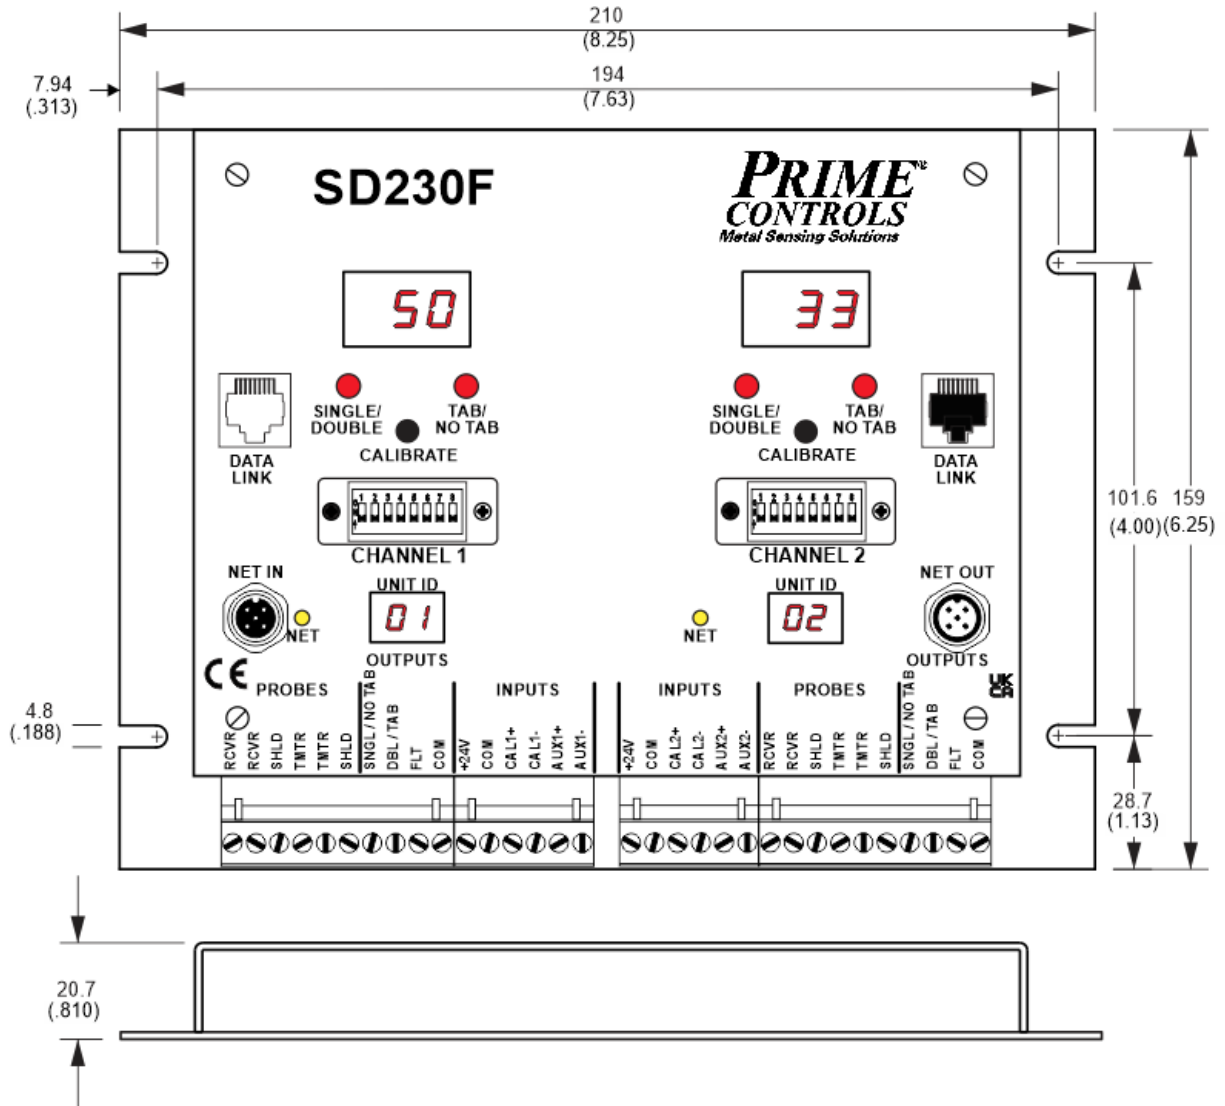 210
(8.25)
194
(7.63)
7.94
(.313)
SD230F
PRIME®
CONTROLS
Metal Sensing Solutions
50
33
SINGLE/
DOUBLE
TAB/
NO TAB
CALIBRATE
DATA
LINK
SINGLE/
DOUBLE
TAB/
NO TAB
CALIBRATE
DATA
LINK
1 2 3 4 5 6 7 8
CHANNEL 1
1 2 3 4 5 6 7 8
CHANNEL 2
101.6
(4.00)
159
(6.25)
NET IN
NET
UNIT ID
01
OUTPUTS
NET
UNIT ID
02
NET OUT
OUTPUTS
CE
UK
CA
PROBES
INPUTS
INPUTS
PROBES
4.8
(.188)
RCVR
RCVR
SHLD
TMTR
TMTR
SHLD
SNGL / NO TAB
DBL / TAB
FLT
COM
+24V
COM
CAL1+
CAL1-
AUX1+
AUX1-
+24V
COM
CAL2+
CAL2-
AUX2+
AUX2-
RCVR
RCVR
SHLD
TMTR
TMTR
SHLD
SNGL / NO TAB
DBL / TAB
FLT
COM
28.7
(1.13)
20.7
(.810)